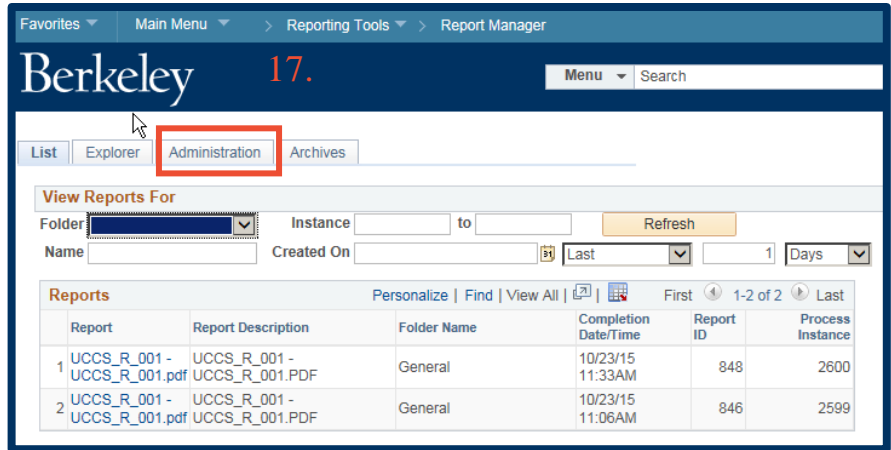 Favorites Main Menu > Reporting Tools > Report Manager
Berkeley 17. Menu Search
List Explorer Administration Archives
View Reports For
Folder Instance to Refresh
Name Created On 31 Last 1 Days
Reports Personalize | Find | View All | | First 1-2 of 2 Last
Report Report Description Folder Name Completion Date/Time Report ID Process Instance
1 UCCS_R_001 - UCCS_R_001.pdf UCCS_R_001 - UCCS_R_001.PDF General 10/23/15 11:33AM 848 2600
2 UCCS_R_001 - UCCS_R_001.pdf UCCS_R_001 - UCCS_R_001.PDF General 10/23/15 11:06AM 846 2599